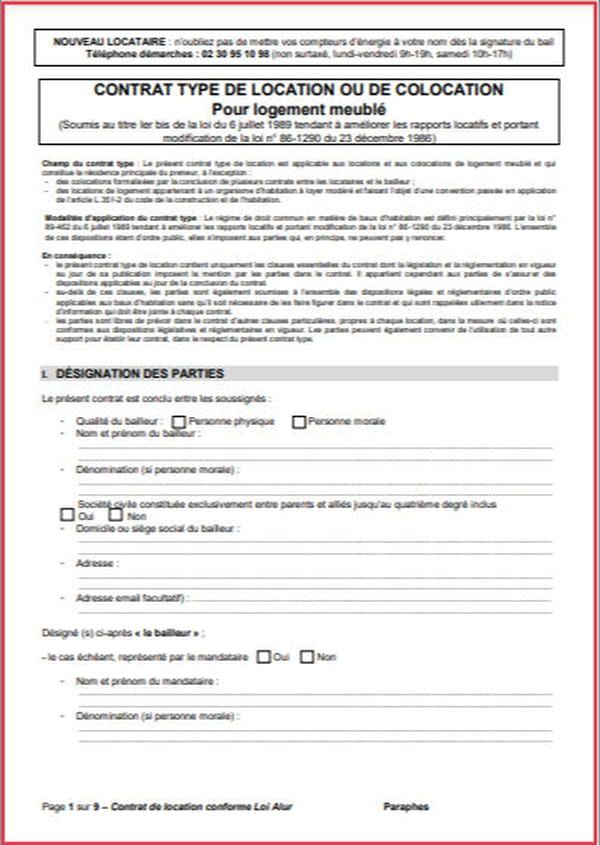 NOUVEAU LOCATAIRE : n'oubliez pas de mettre vos compteurs d'énergie à votre nom dès la signature du bail
Téléphone démarches : 02 30 95 10 98 (non surtaxé, lundi-vendredi 9h-19h, samedi 10h-17h)
CONTRAT TYPE DE LOCATION OU DE COLOCATION
Pour logement meublé
(Soumis au titre Ier bis de la loi du 6 juillet 1989 tendant à améliorer les rapports locatifs et portant
modification de la loi n° 86-1290 du 23 décembre 1986)
Champ du contrat type : Le présent contrat type de location est applicable aux locations et aux colocations de logement meublé et qui
constitue la résidence principale du preneur, à l'exception :
- des colocations formalisées par la conclusion de plusieurs contrats entre les locataires et le bailleur ;
- des locations de logement appartenant à un organisme d'habitation à loyer modéré et faisant l'objet d'une convention passée en application
de l'article L.351-2 du code de la construction et de l'habitation.
Modalités d'application du contrat type : Le régime de droit commun en matière de baux d'habitation est défini principalement par la loi n°
89-462 du 6 juillet 1989 tendant à améliorer les rapports locatifs et portant modification de la loi n° 86-1290 du 23 décembre 1986. L'ensemble
de ces dispositions étant d'ordre public, elles s'imposent aux parties qui, en principe, ne peuvent pas y renoncer.
En conséquence :
- le présent contrat type de location contient uniquement les clauses essentielles du contrat dont la législation et la réglementation en vigueur
au jour de sa publication imposent la mention par les parties dans le contrat. Il appartient cependant aux parties de s'assurer des
dispositions applicables au jour de la conclusion du contrat.
- au-delà de ces clauses, les parties sont également soumises à l'ensemble des dispositions légales et réglementaires d'ordre public
applicables aux baux d'habitation sans qu'il soit nécessaire de les faire figurer dans le contrat et qui sont rappelées utilement dans la notice
d'information qui doit être jointe à chaque contrat.
- les parties sont libres de prévoir dans le contrat d'autres clauses particulières, propres à chaque location, dans la mesure où celles-ci sont
conformes aux dispositions législatives et réglementaires en vigueur. Les parties peuvent également convenir de l'utilisation de tout autre
support pour établir leur contrat, dans le respect du présent contrat type.
I. DÉSIGNATION DES PARTIES
Le présent contrat est conclu entre les soussignés :
- Qualité du bailleur : Personne physique Personne morale
- Nom et prénom du bailleur :
- Dénomination (si personne morale) :
Société civile constituée exclusivement entre parents et alliés jusqu'au quatrième degré inclus
Oui Non
- Domicile ou siège social du bailleur :
- Adresse :
- Adresse email facultatif) :
Désigné (s) ci-après « le bailleur » ;
- le cas échéant, représenté par le mandataire Oui Non
- Nom et prénom du mandataire :
- Dénomination (si personne morale) :
Page 1 sur 9 – Contrat de location conforme Loi Alur Paraphes